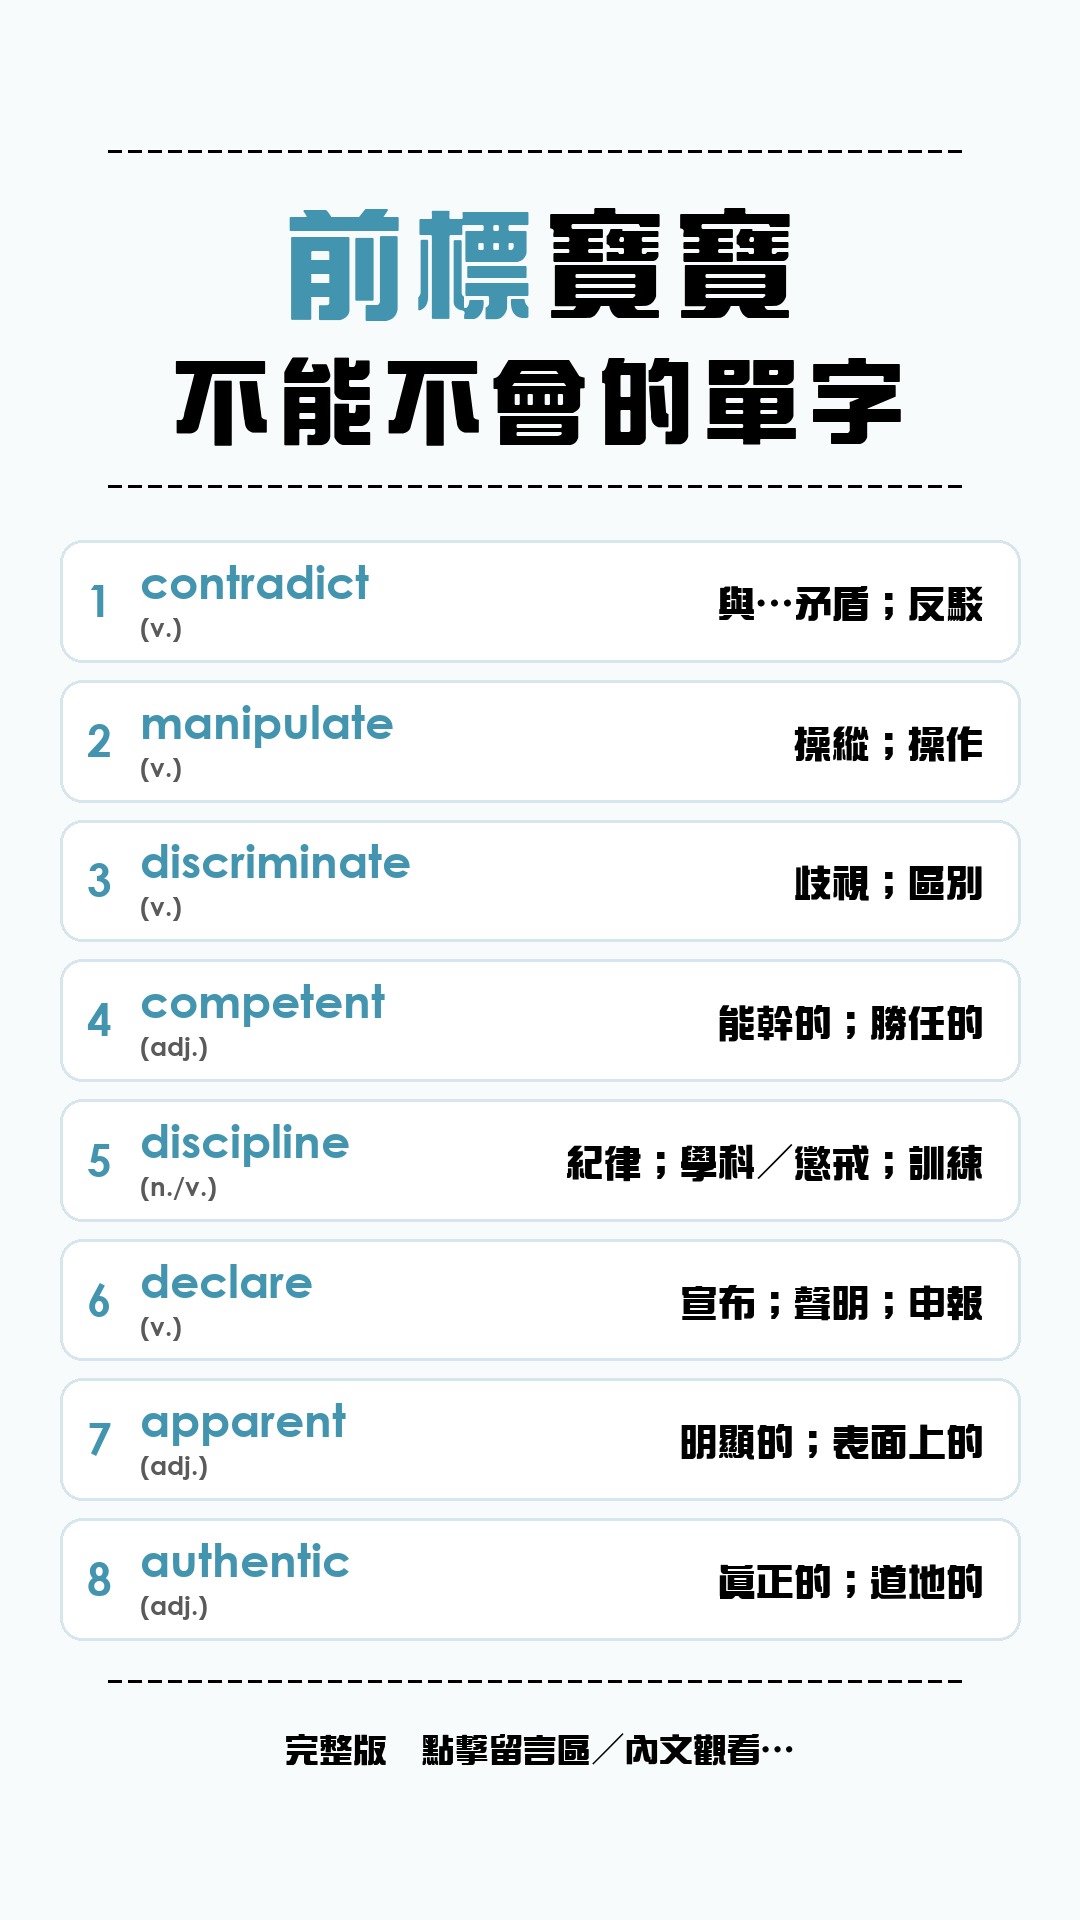 前標寶寶
不能不會的單字
1 contradict 與…矛盾；反駁
(v.)
2 manipulate 操縱；操作
(v.)
3 discriminate 歧視；區別
(v.)
4 competent 能幹的；勝任的
(adj.)
5 discipline 紀律；學科／懲戒；訓練
(n./v.)
6 declare 宣布；聲明；申報
(v.)
7 apparent 明顯的；表面上的
(adj.)
8 authentic 真正的；道地的
(adj.)
完整版　點擊留言區／內文觀看…